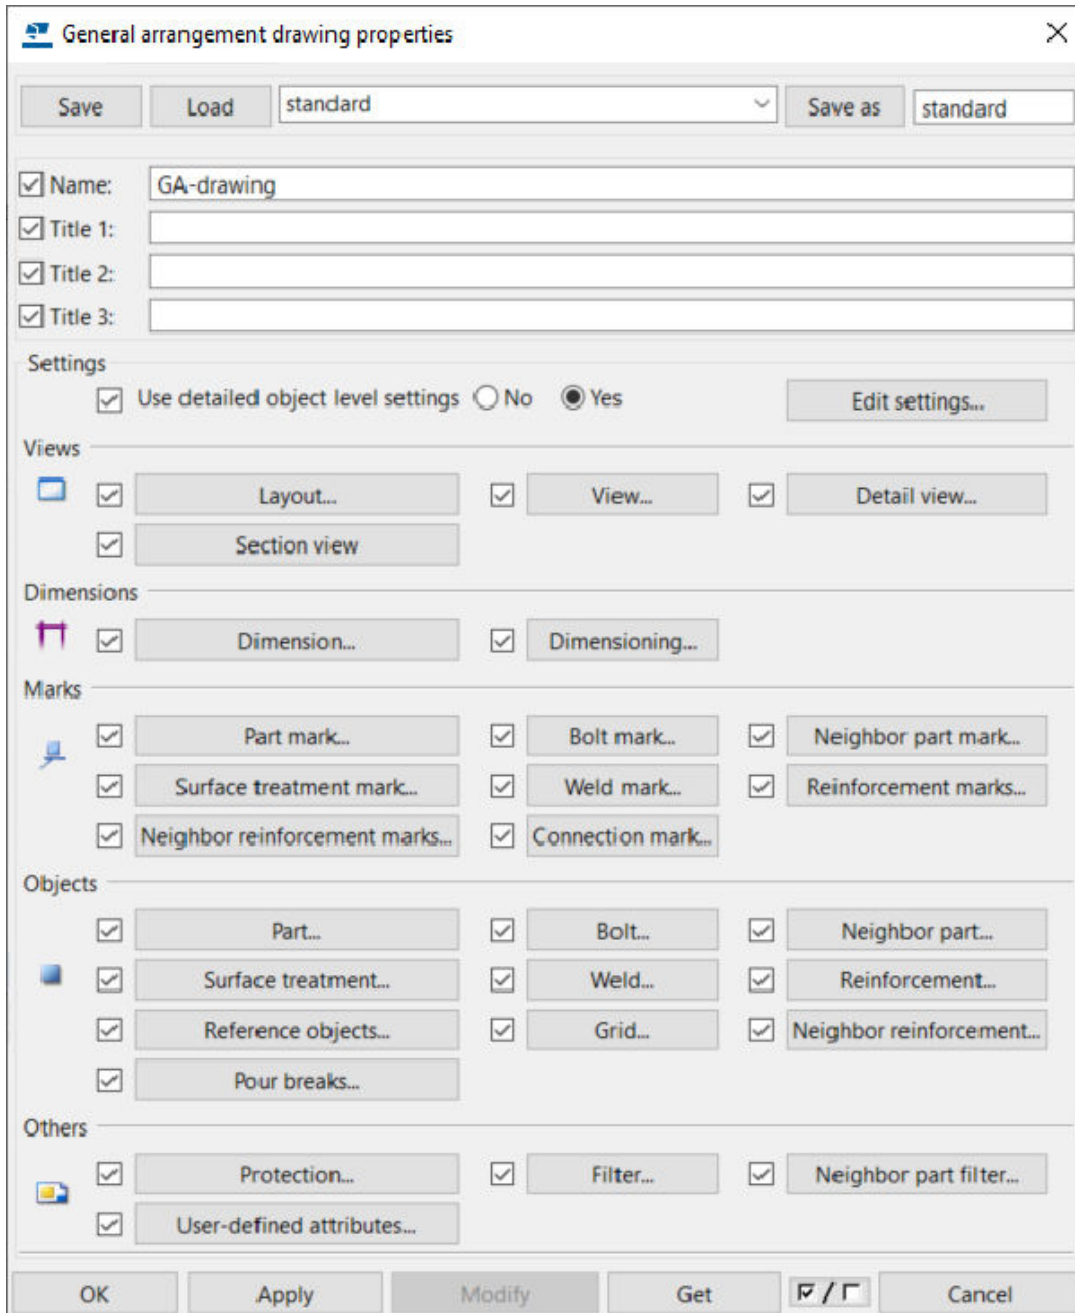 General arrangement drawing properties
Save Load standard Save as standard
Name: GA-drawing
Title 1:
Title 2:
Title 3:
Settings
Use detailed object level settings No Yes Edit settings...
Views
Layout... View... Detail view...
Section view
Dimensions
Dimension... Dimensioning...
Marks
Part mark... Bolt mark... Neighbor part mark...
Surface treatment mark... Weld mark... Reinforcement marks...
Neighbor reinforcement marks... Connection mark...
Objects
Part... Bolt... Neighbor part...
Surface treatment... Weld... Reinforcement...
Reference objects... Grid... Neighbor reinforcement...
Pour breaks...
Others
Protection... Filter... Neighbor part filter...
User-defined attributes...
OK Apply Modify Get / Cancel